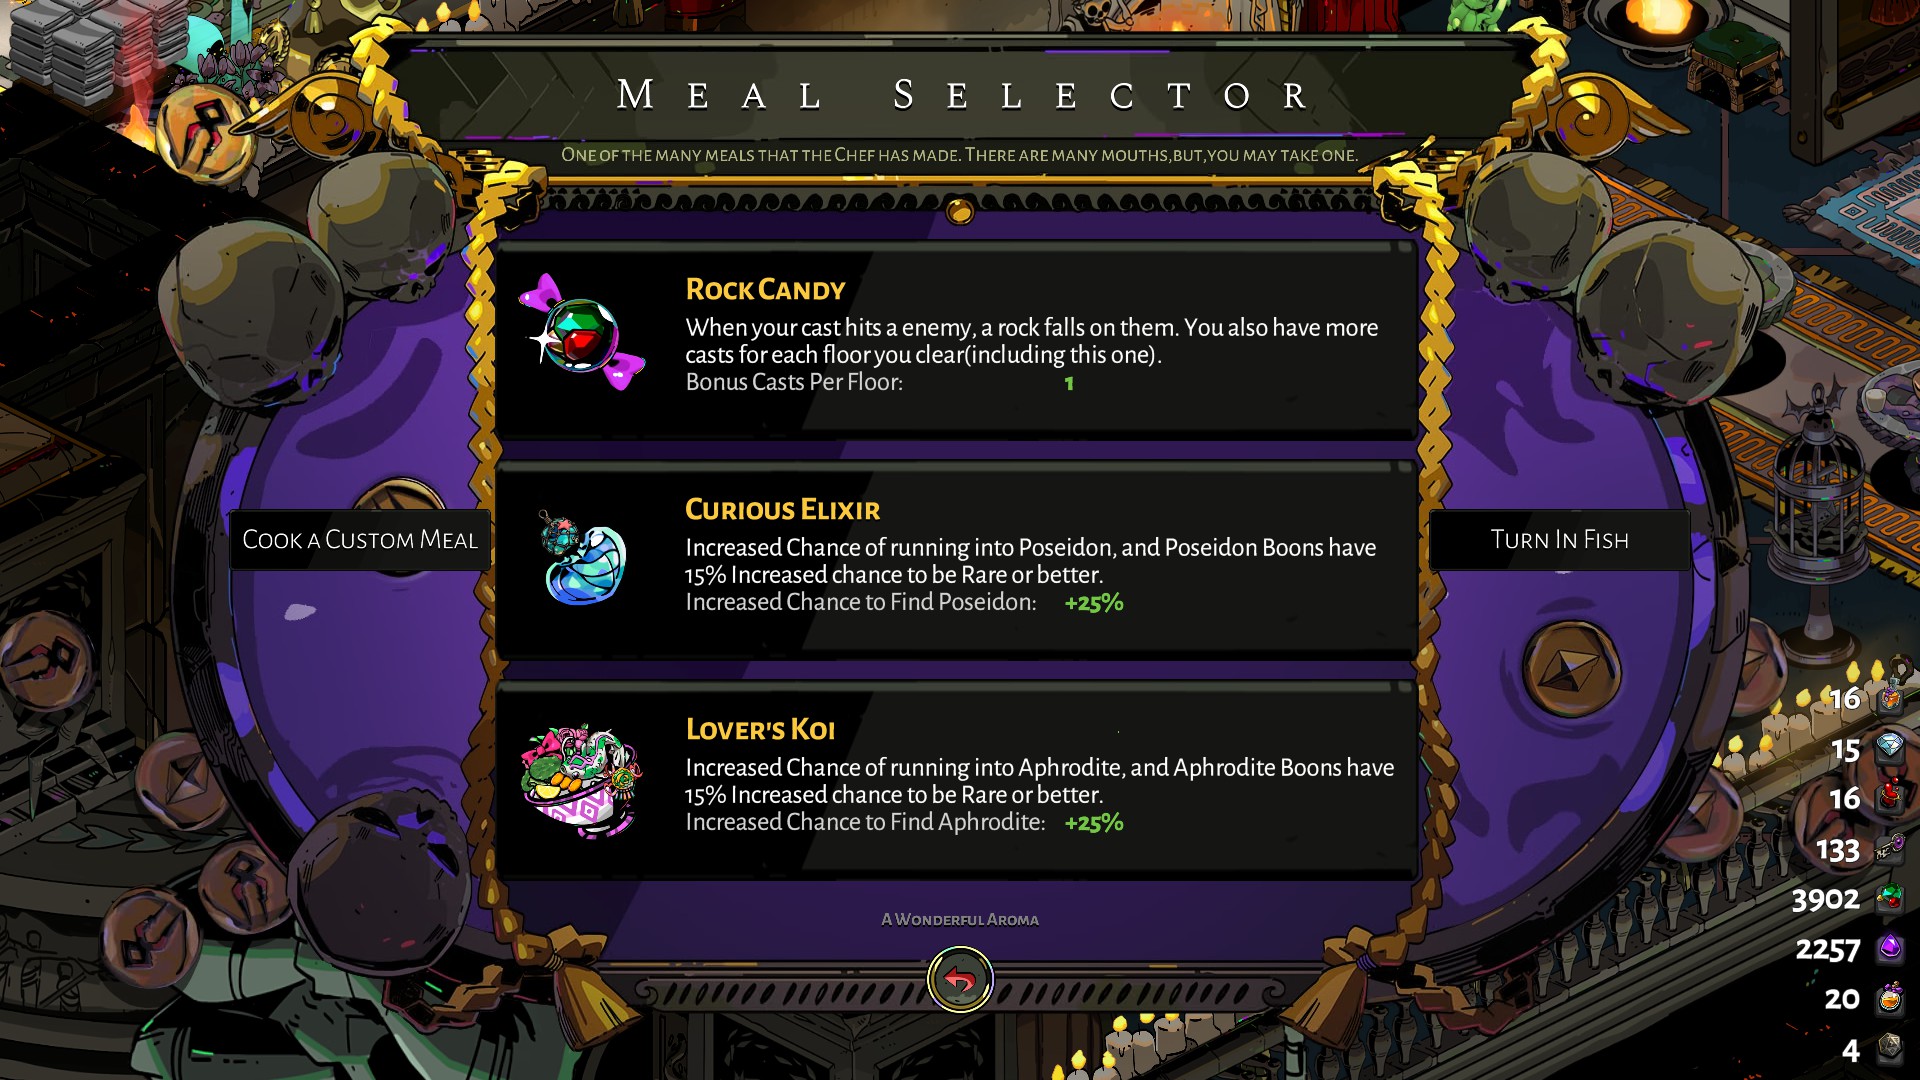 Meal Selector
One of the many meals that the Chef has made. There are many mouths,but,you may take one.
Rock Candy
When your cast hits a enemy, a rock falls on them. You also have more
casts for each floor you clear(including this one).
Bonus Casts Per Floor: 1
Curious Elixir
Increased Chance of running into Poseidon, and Poseidon Boons have
15% Increased chance to be Rare or better.
Increased Chance to Find Poseidon: +25%
Lover's Koi
Increased Chance of running into Aphrodite, and Aphrodite Boons have
15% Increased chance to be Rare or better.
Increased Chance to Find Aphrodite: +25%
Cook a Custom Meal
Turn In Fish
A Wonderful Aroma
16
15
16
133
3902
2257
20
4